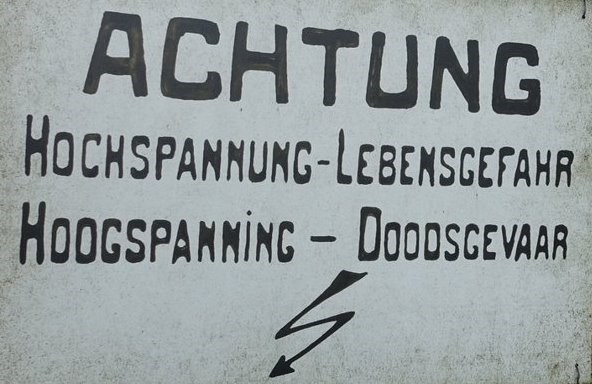 ACHTUNG
HOCHSPANNUNG-LEBENSGEFAHR
HOOGSPANNING - DOODSGEVAAR